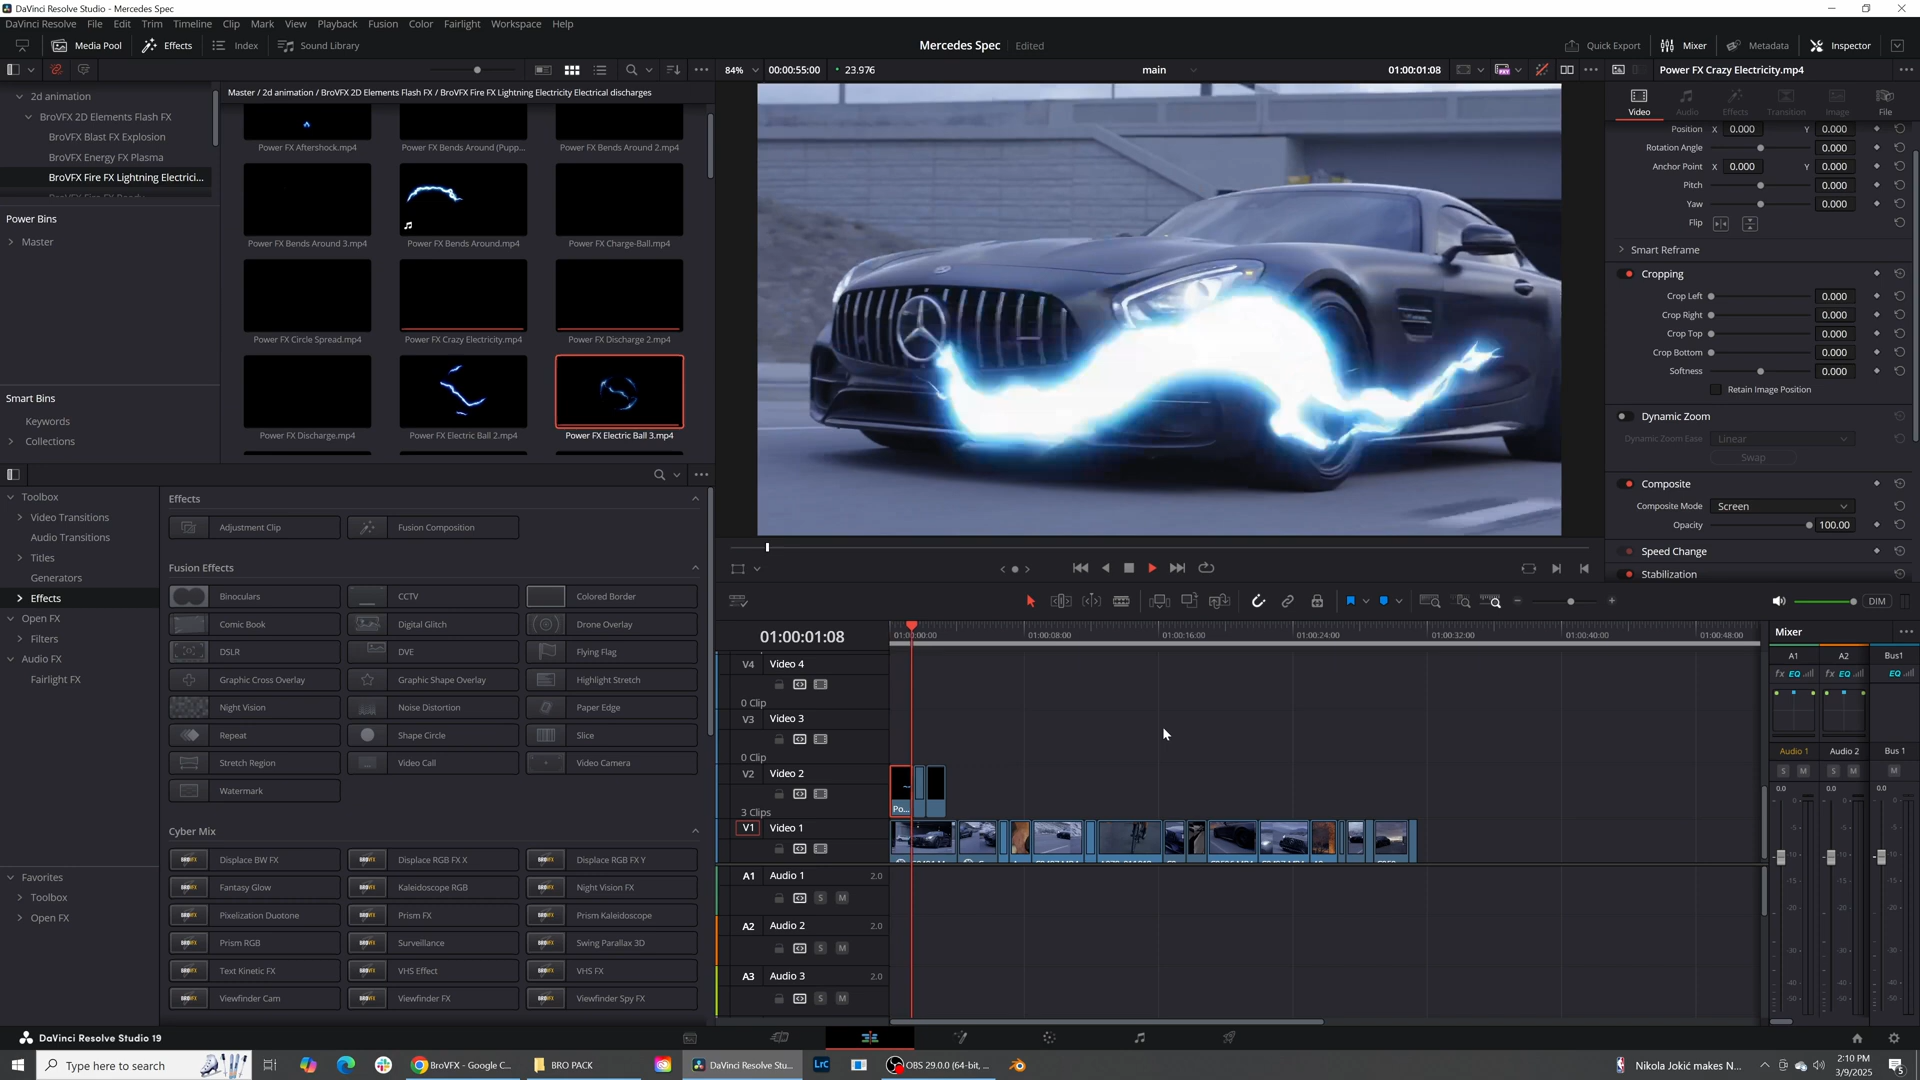 DaVinci Resolve Studio - Mercedes Spec
DaVinci Resolve File Edit Trim Timeline Clip Mark View Playback Fusion Color Fairlight Workspace Help
Media Pool Effects Index Sound Library Mercedes Spec Edited Quick Export Mixer Metadata Inspector
84% 00:00:55:00 23.976 main 01:00:01:08 Power FX Crazy Electricity.mp4
2d animation
BroVFX 2D Elements Flash FX
BroVFX Blast FX Explosion
BroVFX Energy FX Plasma
BroVFX Fire FX Lightning Electrici...
Power Bins
Master
Smart Bins
Keywords
Collections
Master / 2d animation / BroVFX 2D Elements Flash FX / BroVFX Fire FX Lightning Electricity Electrical discharges
Power FX Aftershock.mp4 Power FX Bends Around (Pupp... Power FX Bends Around 2.mp4
Power FX Bends Around 3.mp4 Power FX Bends Around.mp4 Power FX Charge-Ball.mp4
Power FX Circle Spread.mp4 Power FX Crazy Electricity.mp4 Power FX Discharge 2.mp4
Power FX Discharge.mp4 Power FX Electric Ball 2.mp4 Power FX Electric Ball 3.mp4
Video Audio Effects Transition Image File
Position X 0.000 Y 0.000
Rotation Angle 0.000
Anchor Point X 0.000 Y 0.000
Pitch 0.000
Yaw 0.000
Flip
Smart Reframe
Cropping
Crop Left 0.000
Crop Right 0.000
Crop Top 0.000
Crop Bottom 0.000
Softness 0.000
Retain Image Position
Dynamic Zoom
Dynamic Zoom Ease Linear
Swap
Composite
Composite Mode Screen
Opacity 100.00
Speed Change
Stabilization
Toolbox
Video Transitions
Audio Transitions
Titles
Generators
Effects
Open FX
Filters
Audio FX
Fairlight FX
Favorites
Toolbox
Open FX
Effects
Adjustment Clip Fusion Composition
Fusion Effects
Binoculars CCTV Colored Border
Comic Book Digital Glitch Drone Overlay
DSLR DVE Flying Flag
Graphic Cross Overlay Graphic Shape Overlay Highlight Stretch
Night Vision Noise Distortion Paper Edge
Repeat Shape Circle Slice
Stretch Region Video Call Video Camera
Watermark
Cyber Mix
Displace BW FX Displace RGB FX X Displace RGB FX Y
Fantasy Glow Kaleidoscope RGB Night Vision FX
Pixelization Duotone Prism FX Prism Kaleidoscope
Prism RGB Surveillance Swing Parallax 3D
Text Kinetic FX VHS Effect VHS FX
Viewfinder Cam Viewfinder FX Viewfinder Spy FX
DIM
01:00:01:08 01:00:00:00 01:00:08:00 01:00:16:00 01:00:24:00 01:00:32:00 01:00:40:00 01:00:48:00
V4 Video 4
0 Clip
V3 Video 3
0 Clip
V2 Video 2
3 Clips Po...
V1 Video 1
A1 Audio 1 2.0
S M
A2 Audio 2 2.0
S M
A3 Audio 3 2.0
S M
Mixer
A1 A2 Bus1
fx EQ fx EQ EQ
Audio 1 Audio 2 Bus 1
S M S M M
0.0 0.0 0.0
DaVinci Resolve Studio 19
Type here to search BroVFX - Google C... BRO PACK DaVinci Resolve Stu... LrC OBS 29.0.0 (64-bit, ... Nikola Jokić makes N... 2:10 PM
3/9/2025 5